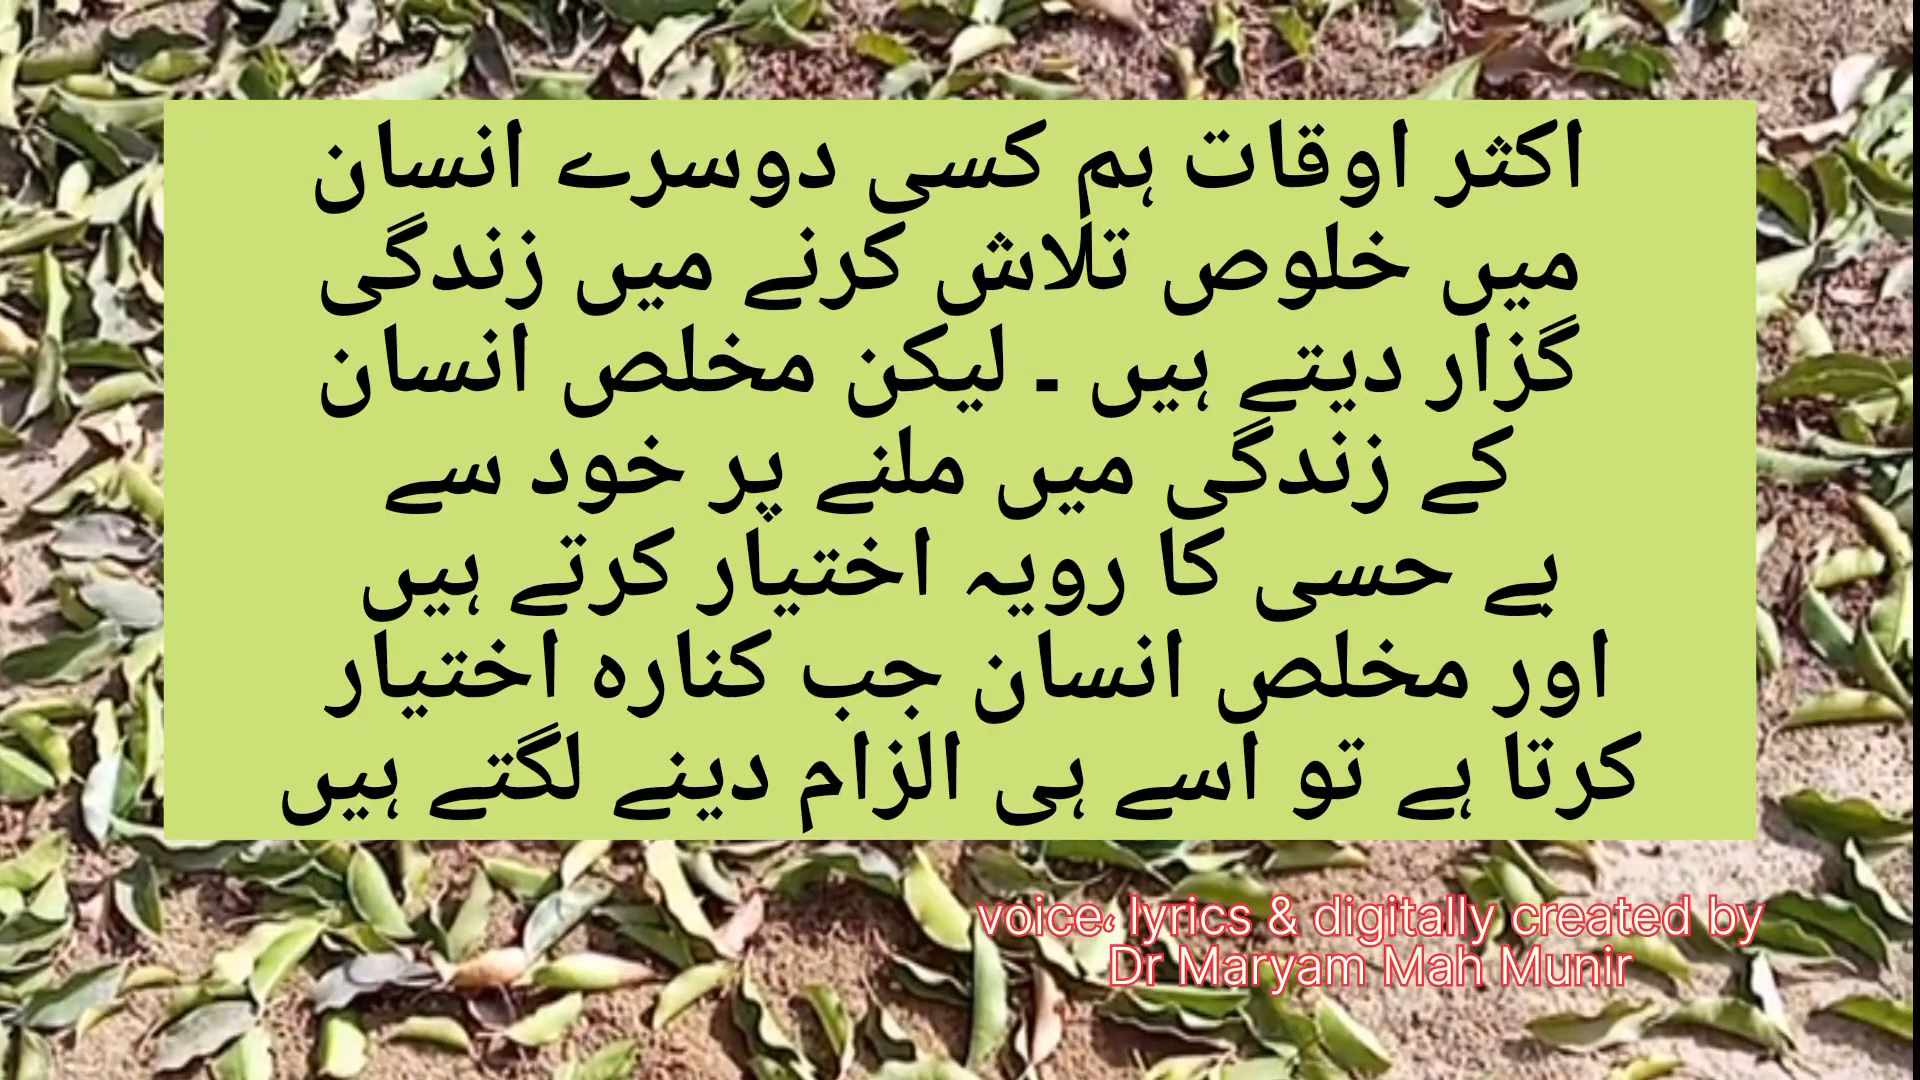 اکثر اوقات ہم کسی دوسرے انسان
میں خلوص تلاش کرنے میں زندگی
گزار دیتے ہیں ۔ لیکن مخلص انسان
کے زندگی میں ملنے پر خود سے
بے حسی کا رویہ اختیار کرتے ہیں
اور مخلص انسان جب کنارہ اختیار
کرتا ہے تو اسے ہی الزام دینے لگتے ہیں
voice، lyrics & digitally created by
Dr Maryam Mah Munir